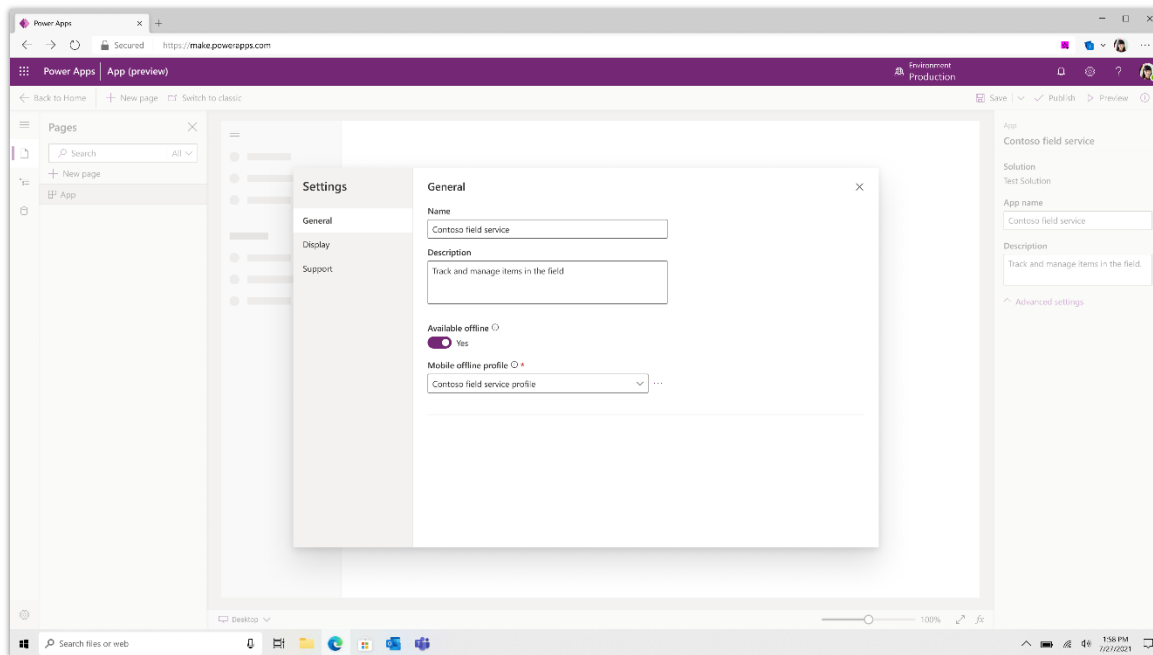 Power Apps
Secured https://make.powerapps.com
Power Apps App (preview)
Environment
Production
Back to Home New page Switch to classic
Save Publish Preview
Pages
Search All
New page
App
Settings
General
Display
Support
General
Name
Contoso field service
Description
Track and manage items in the field
Available offline
Yes
Mobile offline profile *
Contoso field service profile
App
Contoso field service
Solution
Test Solution
App name
Contoso field service
Description
Track and manage items in the field.
Advanced settings
Desktop
100%
Search files or web
1:58 PM
7/27/2021